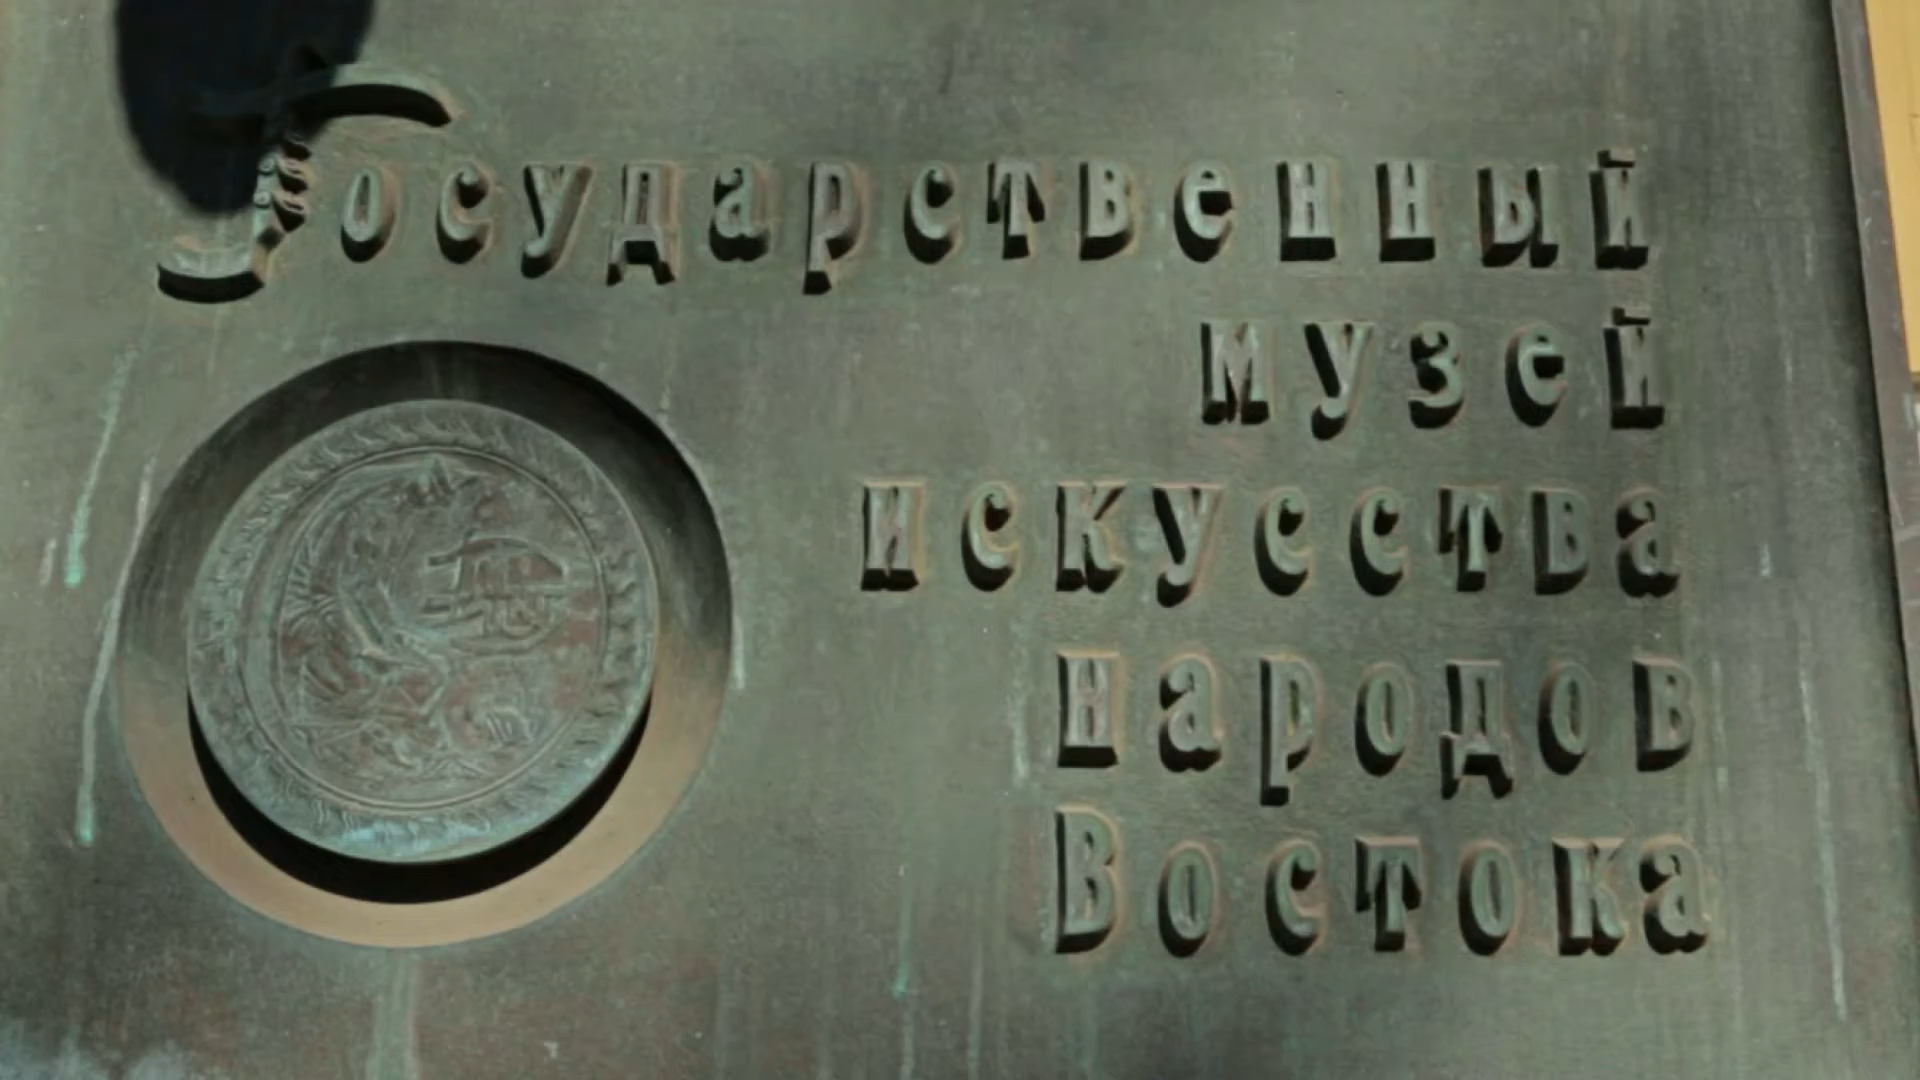 Государственный
музей
искусства
народов
Востока